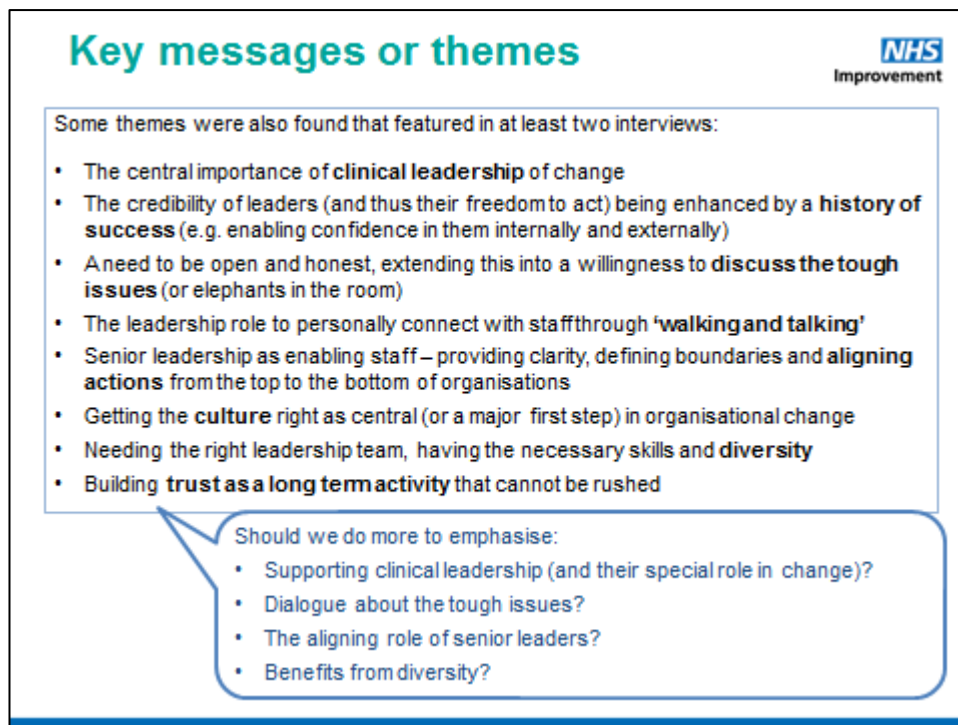 Key messages or themes
NHS
Improvement
Some themes were also found that featured in at least two interviews:
• The central importance of clinical leadership of change
• The credibility of leaders (and thus their freedom to act) being enhanced by a history of
success (e.g. enabling confidence in them internally and externally)
• A need to be open and honest, extending this into a willingness to discuss the tough
issues (or elephants in the room)
• The leadership role to personally connect with staff through ‘walking and talking’
• Senior leadership as enabling staff – providing clarity, defining boundaries and aligning
actions from the top to the bottom of organisations
• Getting the culture right as central (or a major first step) in organisational change
• Needing the right leadership team, having the necessary skills and diversity
• Building trust as a long term activity that cannot be rushed
Should we do more to emphasise:
• Supporting clinical leadership (and their special role in change)?
• Dialogue about the tough issues?
• The aligning role of senior leaders?
• Benefits from diversity?